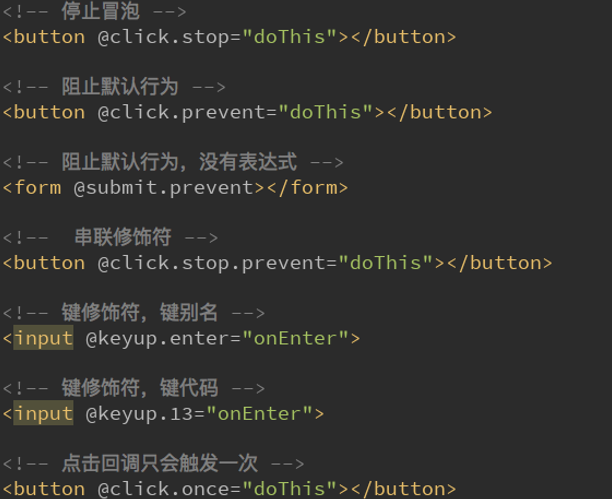 <!-- 停止冒泡 -->
<button @click.stop="doThis"></button>
<!-- 阻止默认行为 -->
<button @click.prevent="doThis"></button>
<!-- 阻止默认行为，没有表达式 -->
<form @submit.prevent></form>
<!--  串联修饰符 -->
<button @click.stop.prevent="doThis"></button>
<!-- 键修饰符，键别名 -->
<input @keyup.enter="onEnter">
<!-- 键修饰符，键代码 -->
<input @keyup.13="onEnter">
<!-- 点击回调只会触发一次 -->
<button @click.once="doThis"></button>